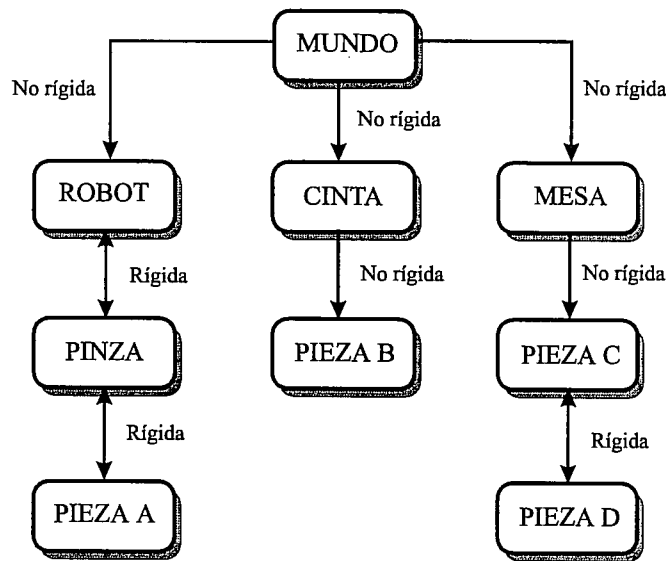 MUNDO
No rígida
No rígida
No rígida
ROBOT
CINTA
MESA
Rígida
No rígida
No rígida
PINZA
PIEZA B
PIEZA C
Rígida
Rígida
PIEZA A
PIEZA D